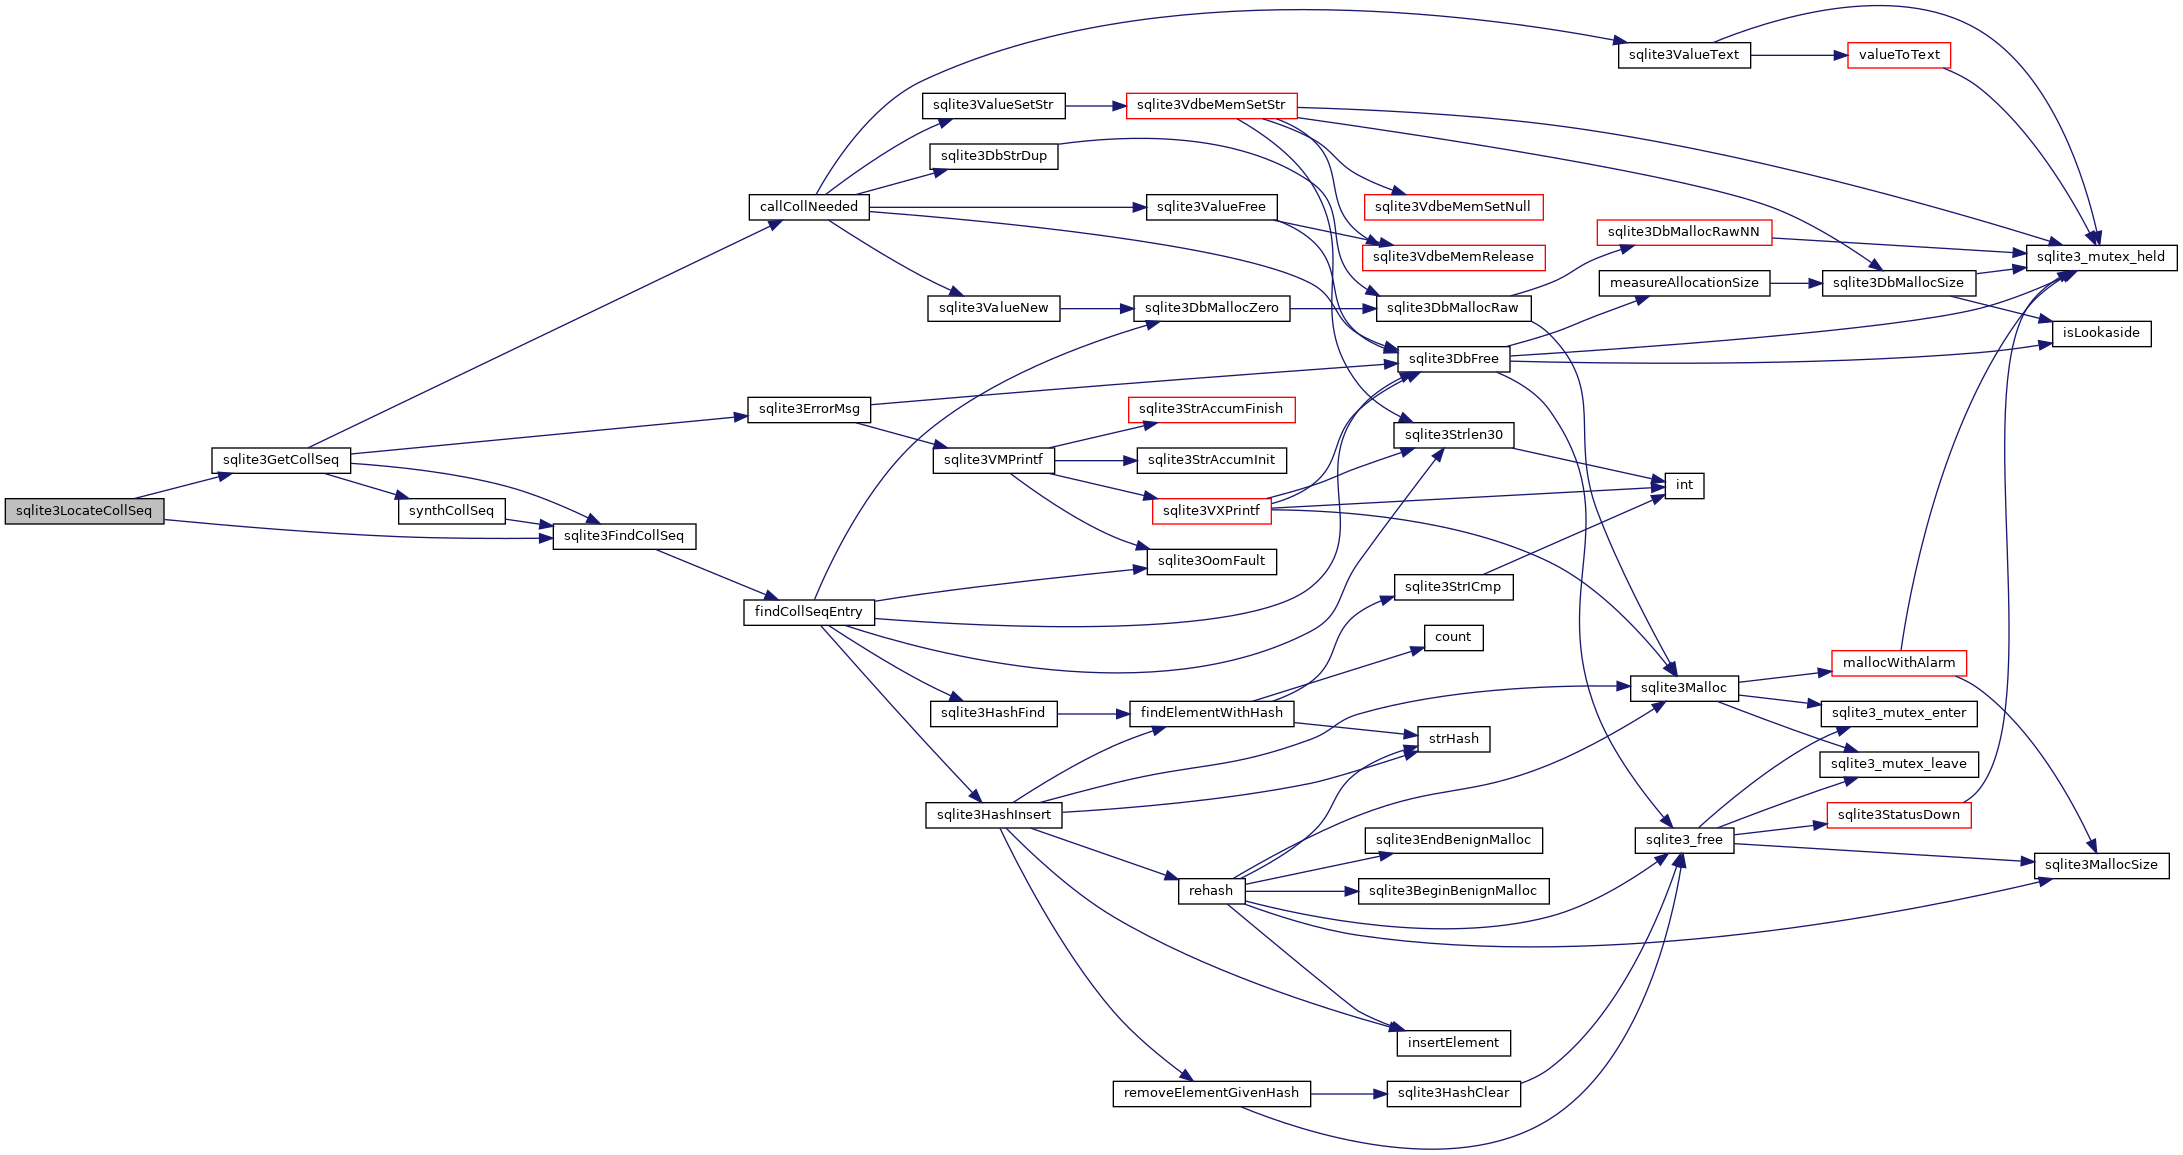 sqlite3LocateCollSeq
sqlite3GetCollSeq
synthCollSeq
sqlite3FindCollSeq
callCollNeeded
sqlite3ErrorMsg
findCollSeqEntry
sqlite3ValueSetStr
sqlite3DbStrDup
sqlite3ValueNew
sqlite3VMPrintf
sqlite3HashFind
sqlite3HashInsert
sqlite3VdbeMemSetStr
sqlite3ValueFree
sqlite3DbMallocZero
sqlite3StrAccumFinish
sqlite3StrAccumInit
sqlite3VXPrintf
sqlite3OomFault
findElementWithHash
rehash
removeElementGivenHash
sqlite3VdbeMemSetNull
sqlite3VdbeMemRelease
sqlite3DbMallocRaw
sqlite3DbFree
sqlite3Strlen30
sqlite3StrICmp
count
strHash
sqlite3EndBenignMalloc
sqlite3BeginBenignMalloc
insertElement
sqlite3HashClear
sqlite3ValueText
sqlite3DbMallocRawNN
measureAllocationSize
int
sqlite3Malloc
sqlite3_free
valueToText
sqlite3DbMallocSize
mallocWithAlarm
sqlite3_mutex_enter
sqlite3_mutex_leave
sqlite3StatusDown
sqlite3_mutex_held
isLookaside
sqlite3MallocSize